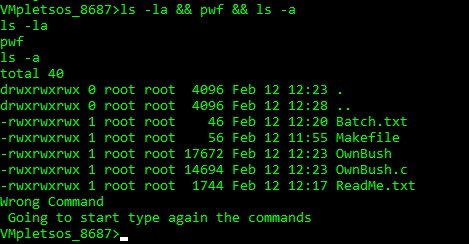 VMpletsos_8687>ls -la && pwf && ls -a
ls -la
pwf
ls -a
total 40
drwxrwxrwx 0 root root  4096 Feb 12 12:23 .
drwxrwxrwx 0 root root  4096 Feb 12 12:28 ..
-rwxrwxrwx 1 root root    46 Feb 12 12:20 Batch.txt
-rwxrwxrwx 1 root root    56 Feb 12 11:55 Makefile
-rwxrwxrwx 1 root root 17672 Feb 12 12:23 OwnBush
-rwxrwxrwx 1 root root 14694 Feb 12 12:23 OwnBush.c
-rwxrwxrwx 1 root root  1744 Feb 12 12:17 ReadMe.txt
Wrong Command
 Going to start type again the commands
VMpletsos_8687>